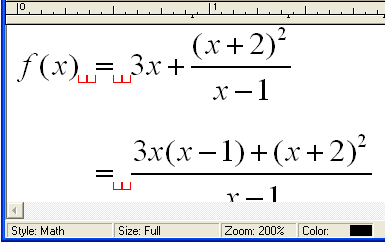 0 1
f(x) = 3x + (x+2)²/(x−1)
= (3x(x−1)+(x+2)²)/(x−1)
Style: Math Size: Full Zoom: 200% Color: